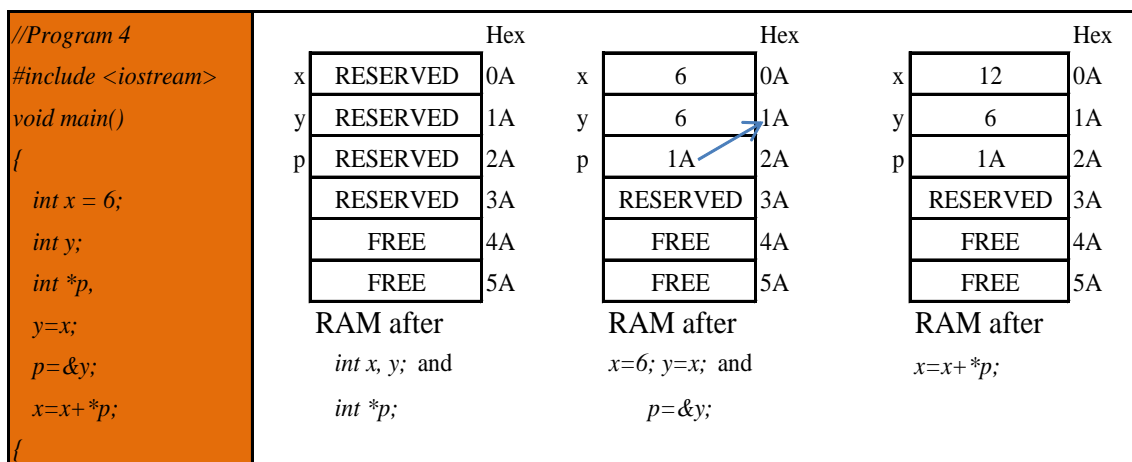 //Program 4
#include <iostream>
void main()
{
int x = 6;
int y;
int *p,
y=x;
p=&y;
x=x+*p;
{
Hex
x RESERVED 0A
y RESERVED 1A
p RESERVED 2A
RESERVED 3A
FREE 4A
FREE 5A
RAM after
int x, y; and
int *p;
Hex
x 6 0A
y 6 1A
p 1A 2A
RESERVED 3A
FREE 4A
FREE 5A
RAM after
x=6; y=x; and
p=&y;
Hex
x 12 0A
y 6 1A
p 1A 2A
RESERVED 3A
FREE 4A
FREE 5A
RAM after
x=x+*p;